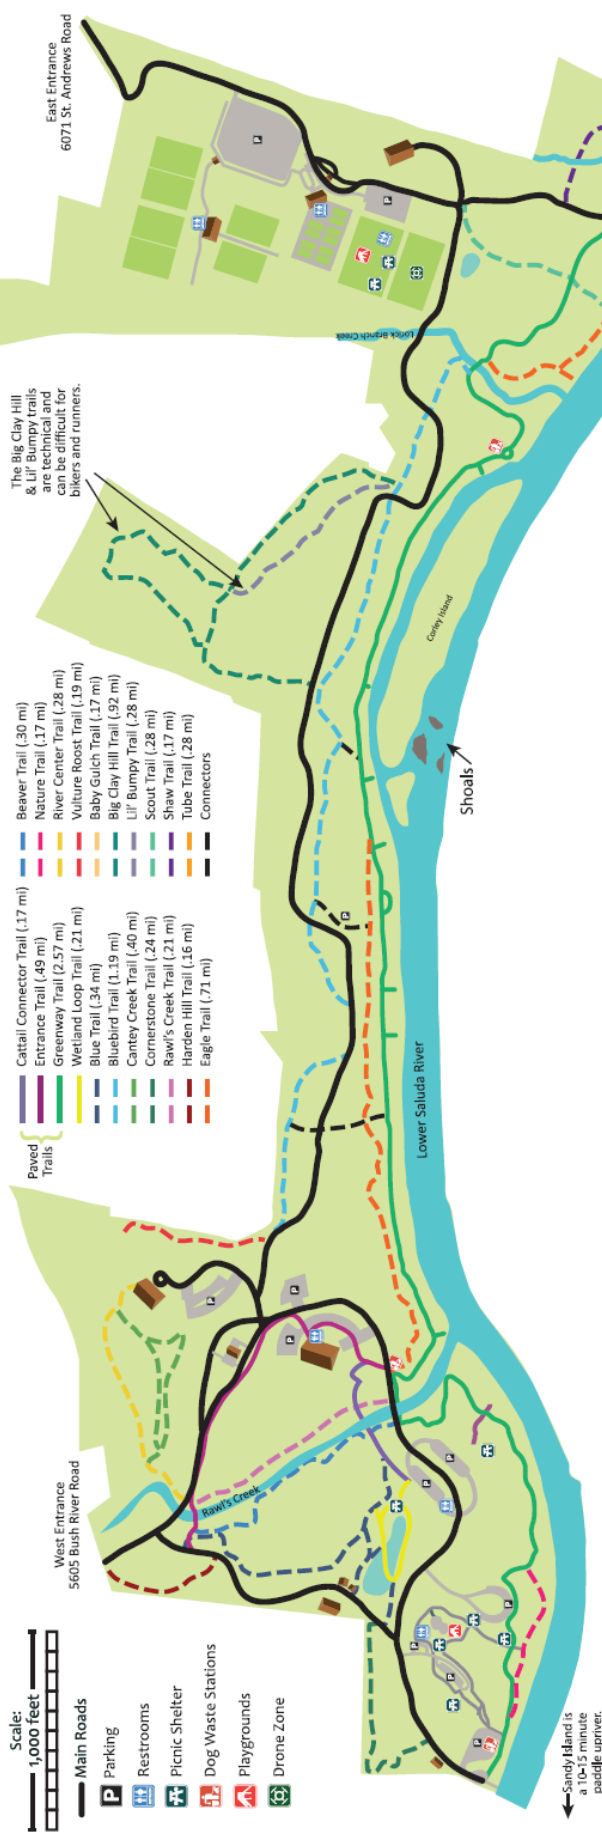 East Entrance
6071 St. Andrews Road
The Big Clay Hill
& Lil' Bumpy trails
are technical and
can be difficult for
bikers and runners.
Lorick Branch Creek
Corley Island
Shoals
Lower Saluda River
Paved
Trails
Cattail Connector Trail (.17 mi)
Entrance Trail (.49 mi)
Greenway Trail (2.57 mi)
Wetland Loop Trail (.21 mi)
Blue Trail (.34 mi)
Bluebird Trail (1.19 mi)
Cantey Creek Trail (.40 mi)
Cornerstone Trail (.24 mi)
Rawl's Creek Trail (.21 mi)
Harden Hill Trail (.16 mi)
Eagle Trail (.71 mi)
Beaver Trail (.30 mi)
Nature Trail (.17 mi)
River Center Trail (.28 mi)
Vulture Roost Trail (.19 mi)
Baby Gulch Trail (.17 mi)
Big Clay Hill Trail (.92 mi)
Lil' Bumpy Trail (.28 mi)
Scout Trail (.28 mi)
Shaw Trail (.17 mi)
Tube Trail (.28 mi)
Connectors
West Entrance
5605 Bush River Road
Rawl's Creek
Scale:
1,000 feet
Main Roads
P Parking
Restrooms
Picnic Shelter
Dog Waste Stations
Playgrounds
Drone Zone
Sandy Island is
a 10-15 minute
paddle upriver.
P
P
P
P
P
P
P
P
P
P
P
P